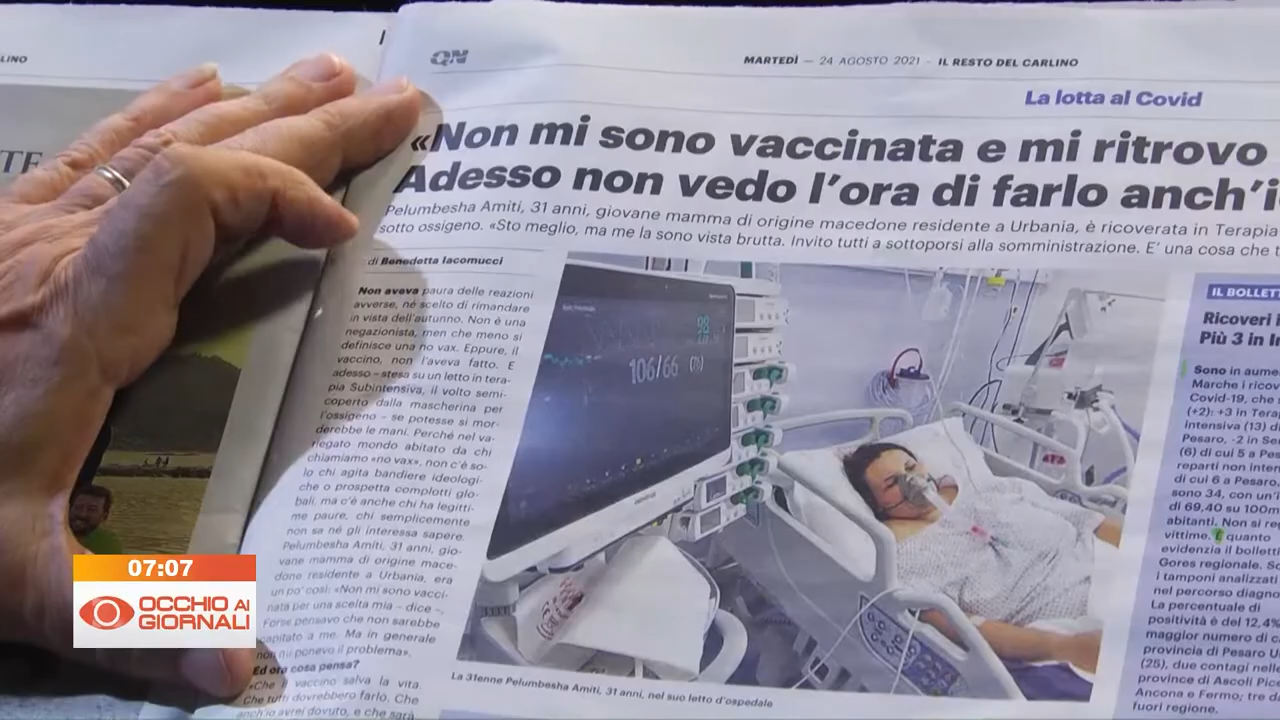 LINO
QN
MARTEDÌ — 24 AGOSTO 2021 – IL RESTO DEL CARLINO
La lotta al Covid
«Non mi sono vaccinata e mi ritrovo
Adesso non vedo l'ora di farlo anch'i
Pelumbesha Amiti, 31 anni, giovane mamma di origine macedone residente a Urbania, è ricoverata in Terapia
sotto ossigeno. «Sto meglio, ma me la sono vista brutta. Invito tutti a sottoporsi alla somministrazione. E' una cosa che
di Benedetta Iacomucci
Non aveva paura delle reazioni
avverse, né scelto di rimandare
in vista dell'autunno. Non è una
negazionista, men che meno si
definisce una no vax. Eppure, il
vaccino, non l'aveva fatto. E
adesso – stesa su un letto in tera-
pia Subintensiva, il volto semi-
coperto dalla mascherina per
l'ossigeno – se potesse si mor-
derebbe le mani. Perché nel va-
riegato mondo abitato da chi
chiamiamo «no vax», non c'è so-
lo chi agita bandiere ideologi-
che o prospetta complotti glo-
bali, ma c'è anche chi ha legitti-
me paure, chi semplicemente
non sa né gli interessa sapere.
Pelumbesha Amiti, 31 anni, gio-
vane mamma di origine mace-
done residente a Urbania, era
un po' così: «Non mi sono vacci-
nata per una scelta mia – dice –,
Forse pensavo che non sarebbe
capitato a me. Ma in generale
non mi ponevo il problema».
Ed ora cosa pensa?
«Che il vaccino salva la vita.
Che tutti dovrebbero farlo. Che
anch'io avrei dovuto, e che sarà
98
106/66 (75)
La 31enne Pelumbesha Amiti, 31 anni, nel suo letto d'ospedale
IL BOLLET
Ricoveri
Più 3 in
Sono in aume
Marche i ricov
Covid-19, che
(+2): +3 in Tera
intensiva (13) di
Pesaro, -2 in Se
(6) di cui 5 a Pes
reparti non inten
di cui 6 a Pesaro,
sono 34, con un'
di 69,40 su 100m
abitanti. Non si re
vittime. È quanto
evidenzia il bollett
Gores regionale. Sc
i tamponi analizzati
nel percorso diagno
La percentuale di
positività è del 12,4%
maggior numero di c
provincia di Pesaro U
(25), due contagi nelle
province di Ascoli Pice
Ancona e Fermo; tre da
fuori regione.
07:07
OCCHIO AI
GIORNALI